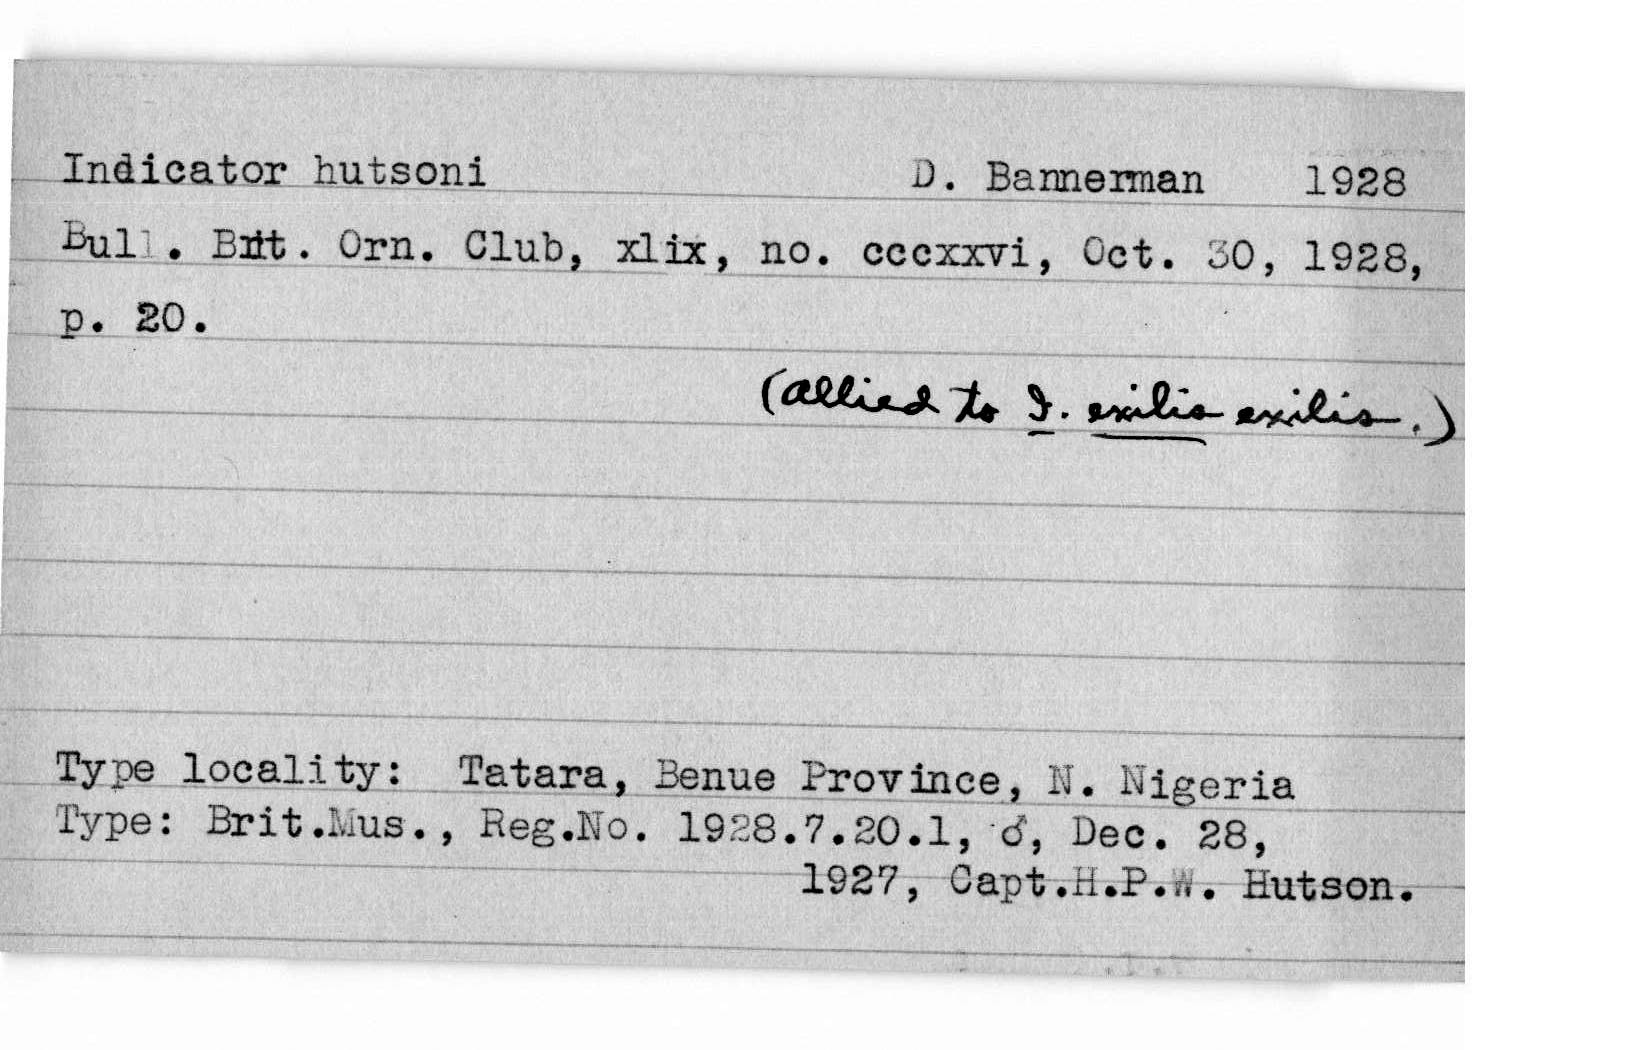 Indicator hutsoni D. Bannerman 1928
Bull. Brit. Orn. Club, xlix, no. cccxxvi, Oct. 30, 1928,
p. 20.
(allied to I. exilis exilis.)
Type locality: Tatara, Benue Province, N. Nigeria
Type: Brit.Mus., Reg.No. 1928.7.20.1, ♂, Dec. 28,
1927, Capt.H.P.W. Hutson.